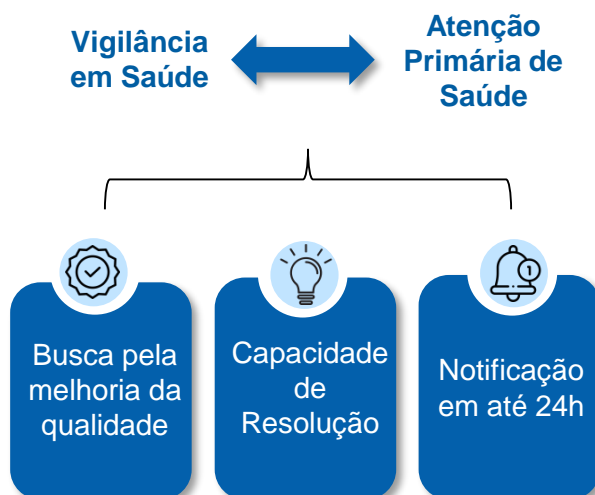 Vigilância
em Saúde
Atenção
Primária de
Saúde
Busca pela
melhoria da
qualidade
Capacidade
de
Resolução
1
Notificação
em até 24h